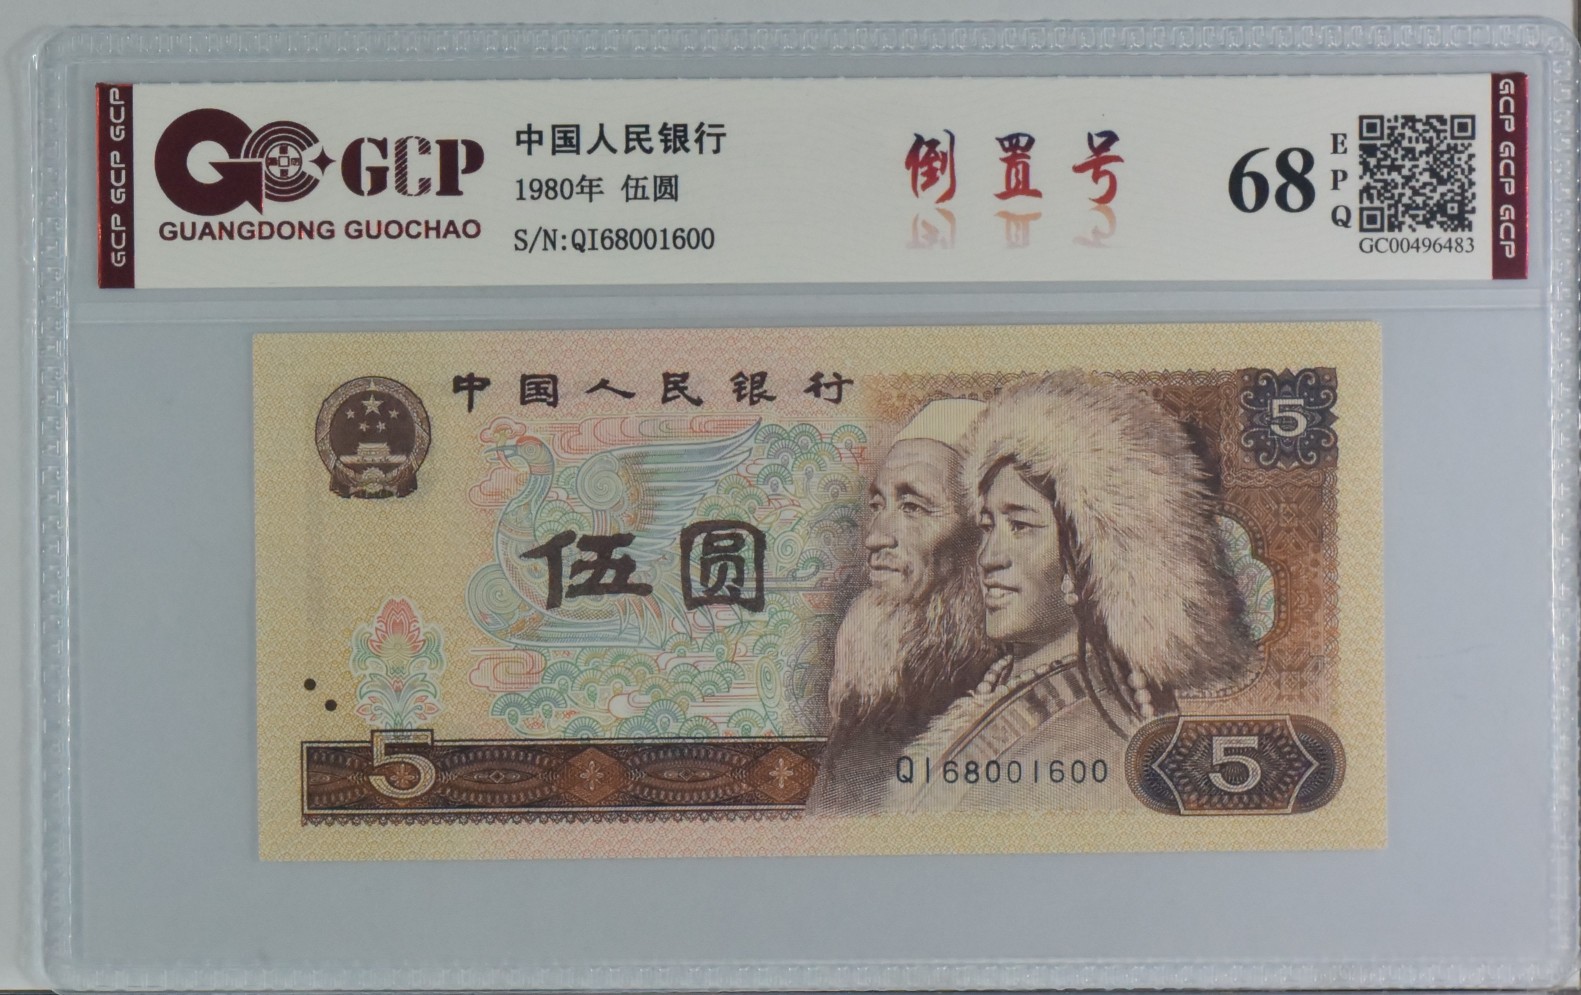 GCP GCP GCP
GCP
GUANGDONG GUOCHAO
中国人民银行
1980年 伍圆
S/N:QI68001600
倒置号
68
EPQ
GC00496483
GCP GCP GCP
中国人民银行
5
伍圆
5
QI68001600
5